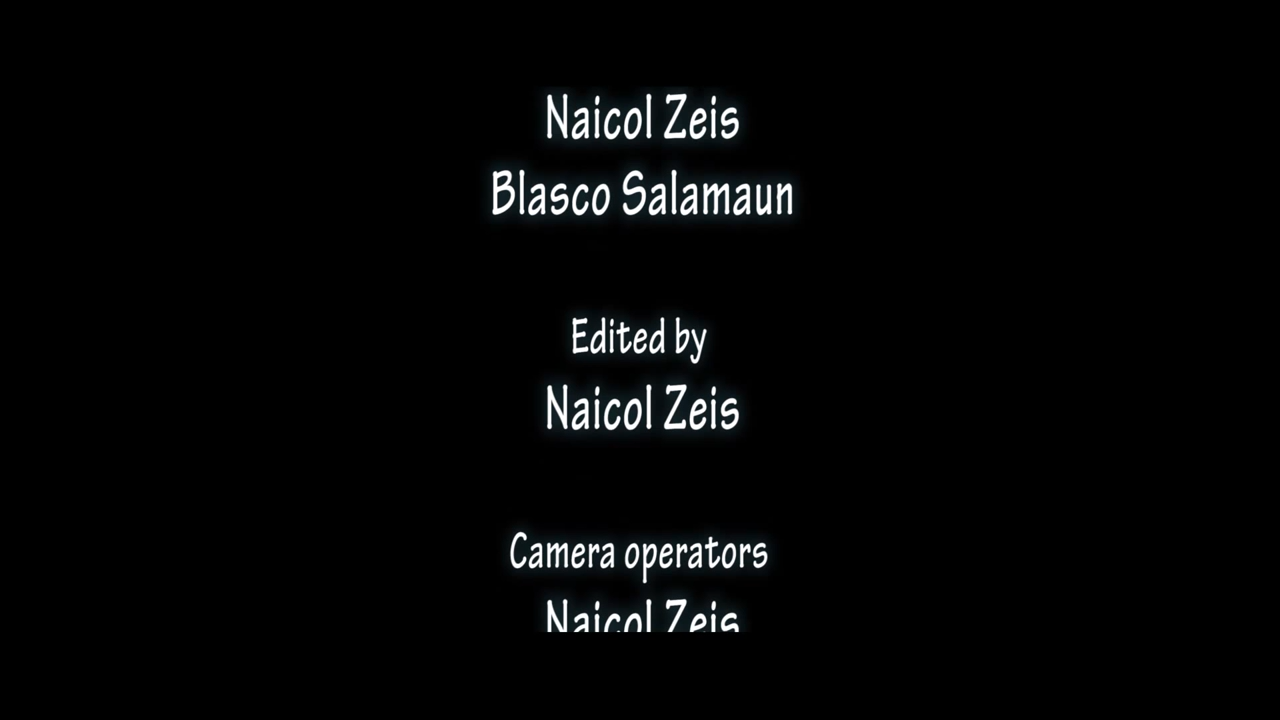 Naicol Zeis
Blasco Salamaun
Edited by
Naicol Zeis
Camera operators
Naicol Zeis